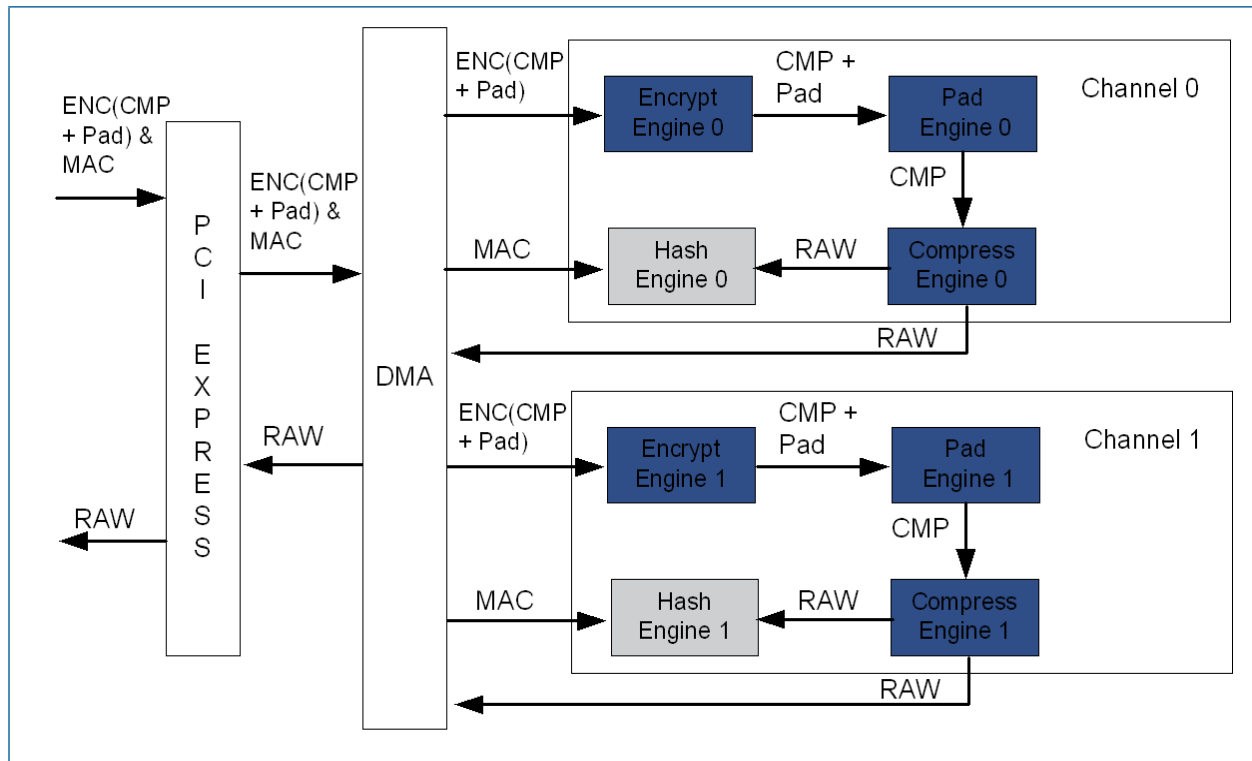 ENC(CMP
+ Pad) &
MAC
P
C
I
E
X
P
R
E
S
S
RAW
ENC(CMP
+ Pad) &
MAC
RAW
DMA
ENC(CMP
+ Pad)
Encrypt
Engine 0
CMP +
Pad
Pad
Engine 0
Channel 0
CMP
MAC
Hash
Engine 0
RAW
Compress
Engine 0
RAW
ENC(CMP
+ Pad)
Encrypt
Engine 1
CMP +
Pad
Pad
Engine 1
Channel 1
CMP
MAC
Hash
Engine 1
RAW
Compress
Engine 1
RAW